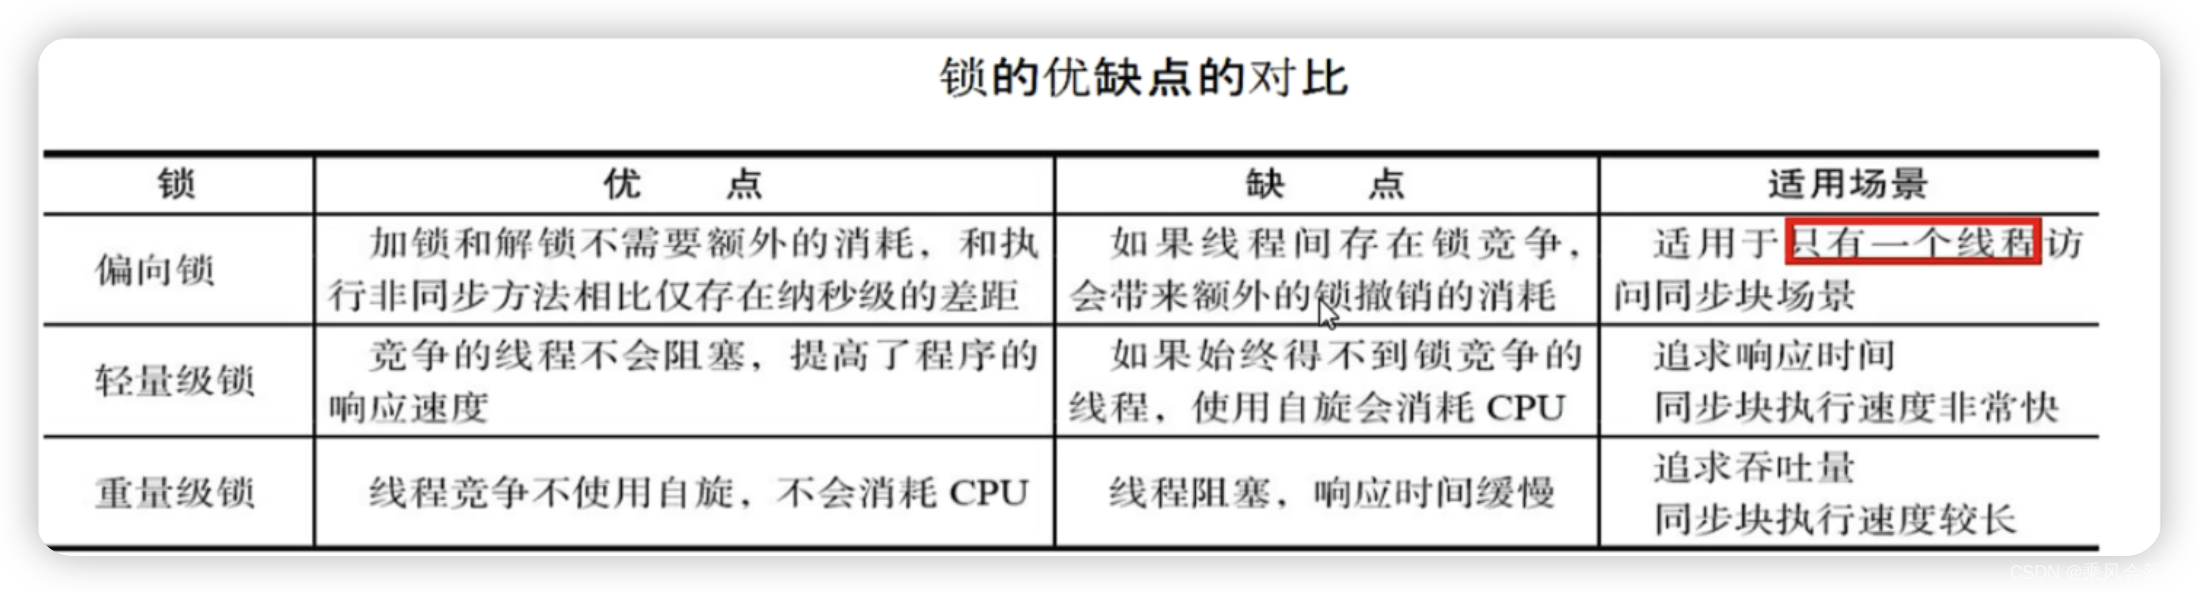 锁的优缺点的对比
锁 优 点 缺 点 适用场景
偏向锁
加锁和解锁不需要额外的消耗，和执
行非同步方法相比仅存在纳秒级的差距
如果线程间存在锁竞争，
会带来额外的锁撤销的消耗
适用于只有一个线程访
问同步块场景
轻量级锁
竞争的线程不会阻塞，提高了程序的
响应速度
如果始终得不到锁竞争的
线程，使用自旋会消耗 CPU
追求响应时间
同步块执行速度非常快
重量级锁
线程竞争不使用自旋，不会消耗 CPU
线程阻塞，响应时间缓慢
追求吞吐量
同步块执行速度较长
CSDN @乘风